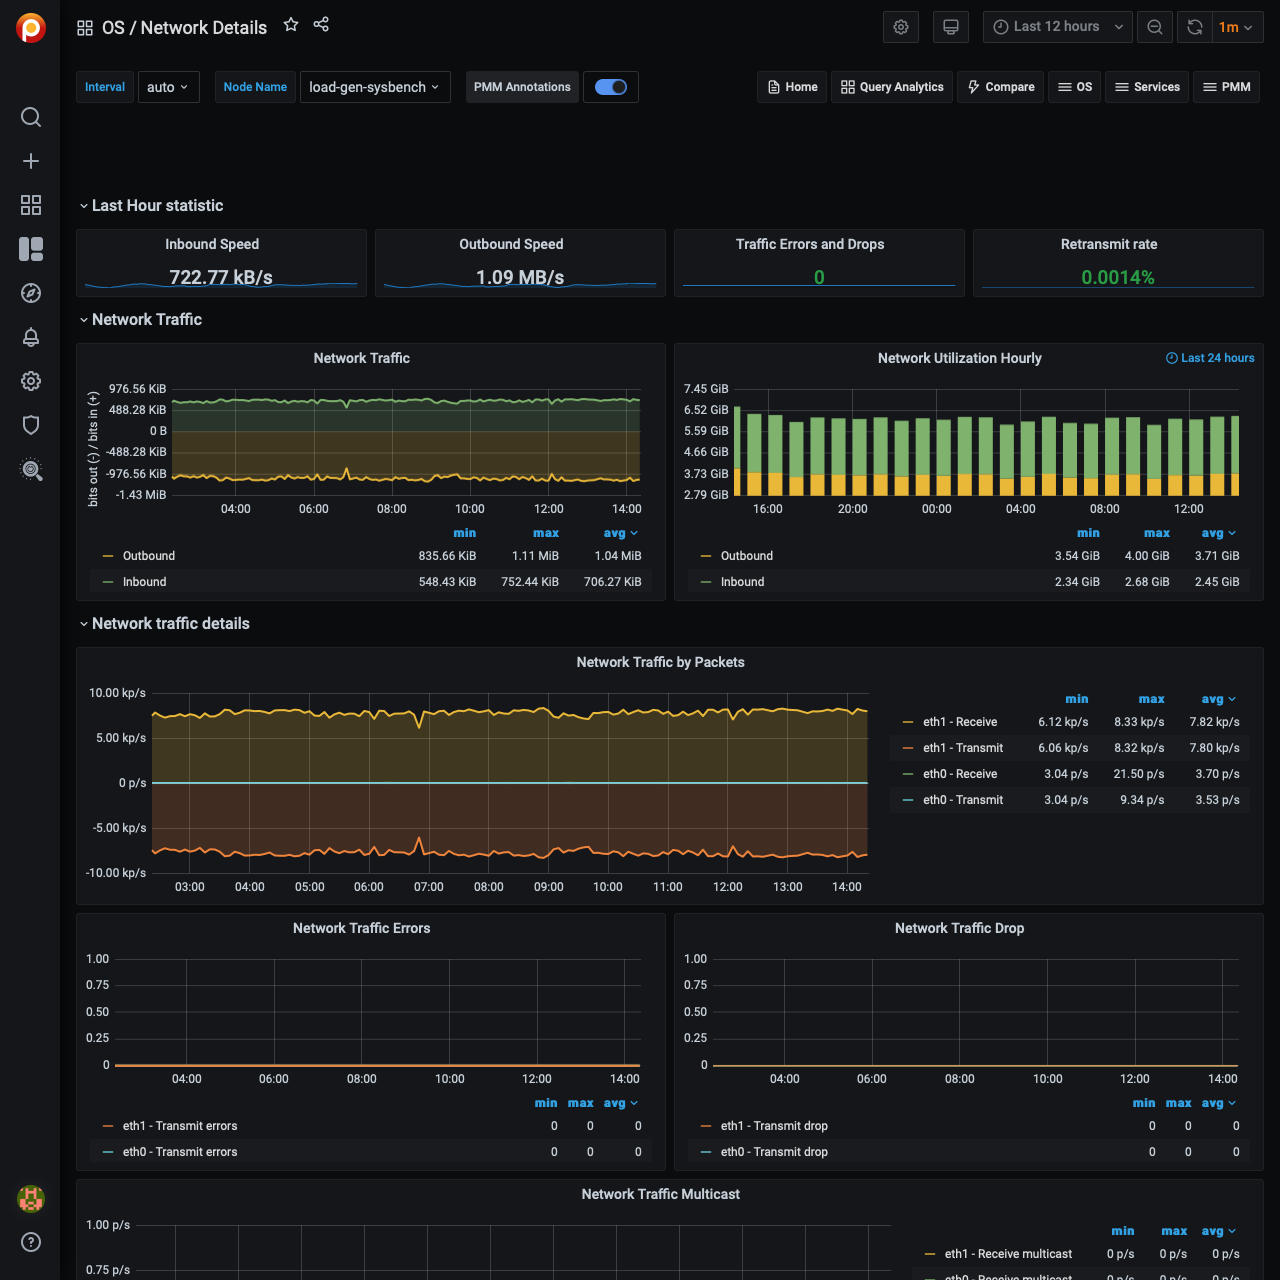 OS / Network Details
Last 12 hours
1m
Interval auto Node Name load-gen-sysbench PMM Annotations
Home Query Analytics Compare OS Services PMM
Last Hour statistic
Inbound Speed
722.77 kB/s
Outbound Speed
1.09 MB/s
Traffic Errors and Drops
0
Retransmit rate
0.0014%
Network Traffic
Network Traffic
bits out (-) / bits in (+)
976.56 KiB
488.28 KiB
0 B
-488.28 KiB
-976.56 KiB
-1.43 MiB
04:00 06:00 08:00 10:00 12:00 14:00
min max avg
Outbound 835.66 KiB 1.11 MiB 1.04 MiB
Inbound 548.43 KiB 752.44 KiB 706.27 KiB
Network Utilization Hourly
Last 24 hours
7.45 GiB
6.52 GiB
5.59 GiB
4.66 GiB
3.73 GiB
2.79 GiB
16:00 20:00 00:00 04:00 08:00 12:00
min max avg
Outbound 3.54 GiB 4.00 GiB 3.71 GiB
Inbound 2.34 GiB 2.68 GiB 2.45 GiB
Network traffic details
Network Traffic by Packets
10.00 kp/s
5.00 kp/s
0 p/s
-5.00 kp/s
-10.00 kp/s
03:00 04:00 05:00 06:00 07:00 08:00 09:00 10:00 11:00 12:00 13:00 14:00
min max avg
eth1 - Receive 6.12 kp/s 8.33 kp/s 7.82 kp/s
eth1 - Transmit 6.06 kp/s 8.32 kp/s 7.80 kp/s
eth0 - Receive 3.04 p/s 21.50 p/s 3.70 p/s
eth0 - Transmit 3.04 p/s 9.34 p/s 3.53 p/s
Network Traffic Errors
1.00
0.75
0.50
0.25
0
04:00 06:00 08:00 10:00 12:00 14:00
min max avg
eth1 - Transmit errors 0 0 0
eth0 - Transmit errors 0 0 0
Network Traffic Drop
1.00
0.75
0.50
0.25
0
04:00 06:00 08:00 10:00 12:00 14:00
min max avg
eth1 - Transmit drop 0 0 0
eth0 - Transmit drop 0 0 0
Network Traffic Multicast
1.00 p/s
0.75 p/s
min max avg
eth1 - Receive multicast 0 p/s 0 p/s 0 p/s
eth0 - Receive multicast 0 p/s 0 p/s 0 p/s